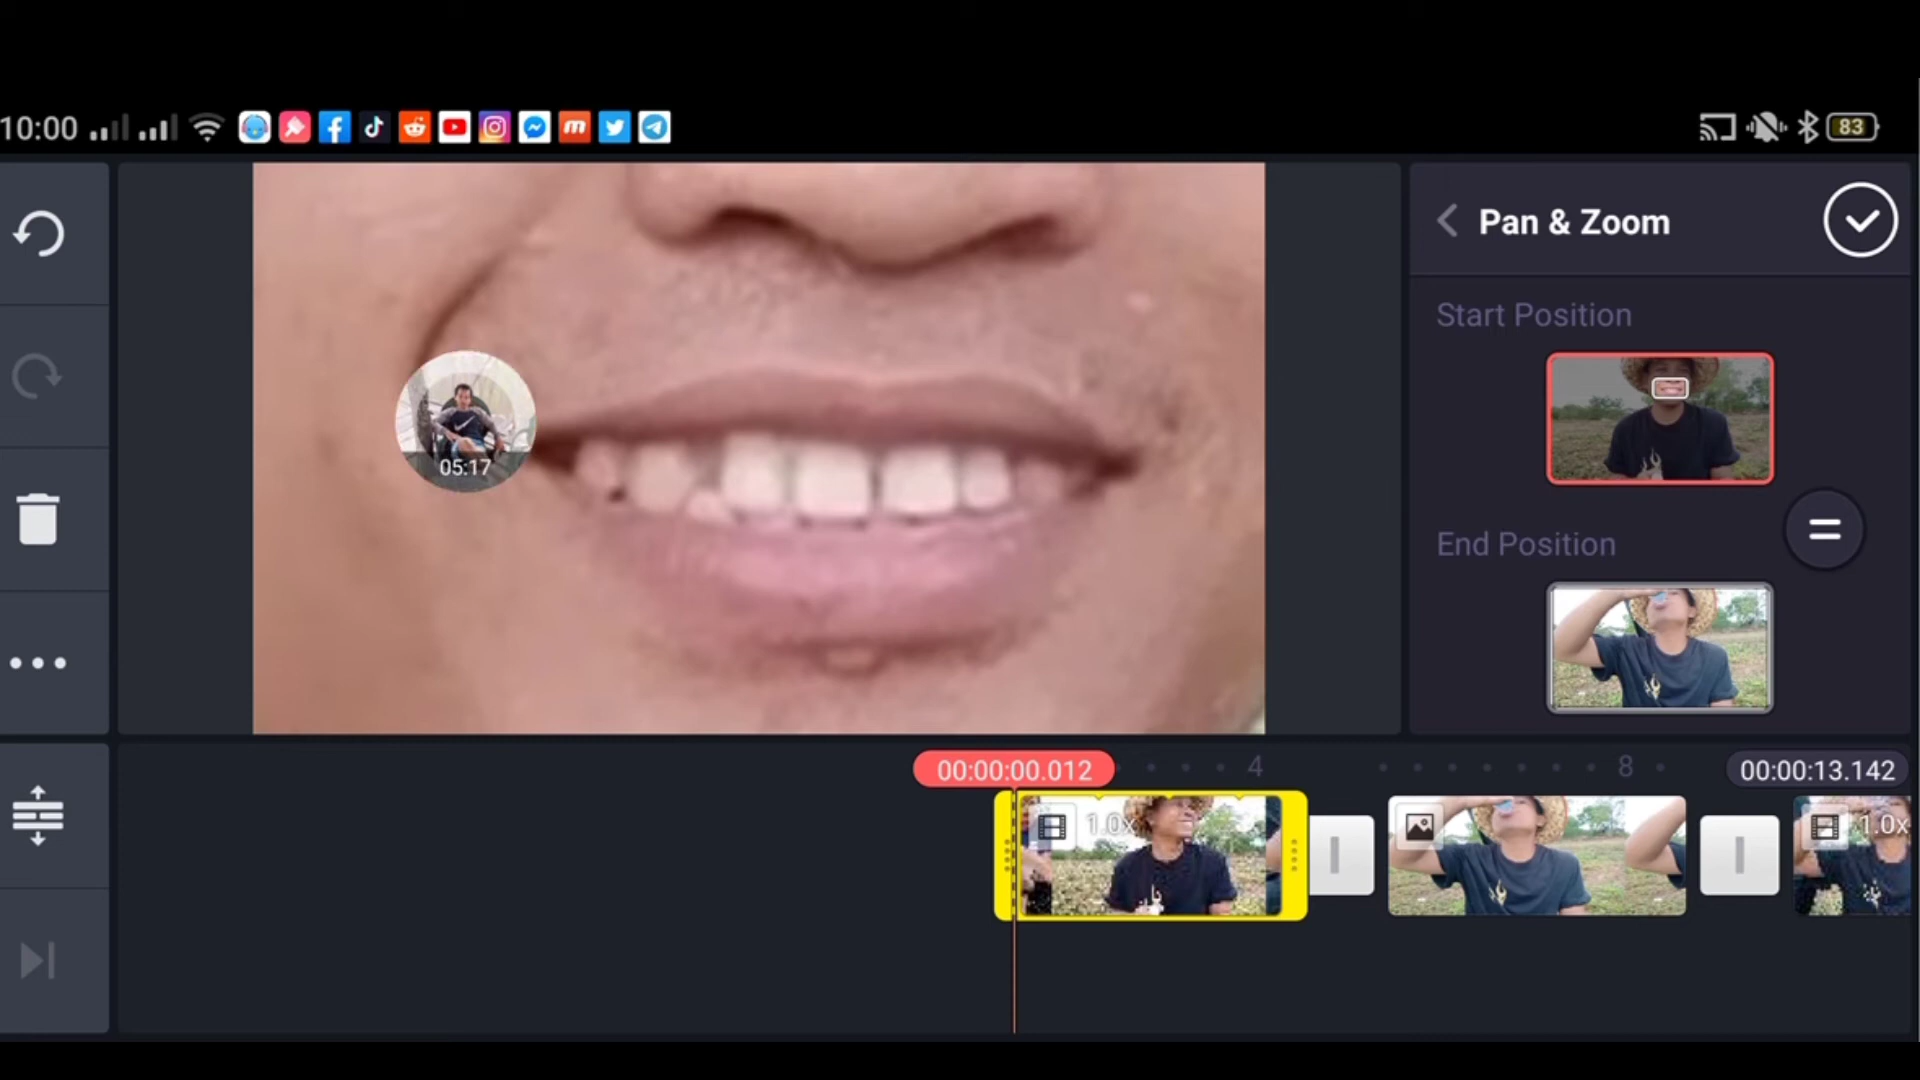 10:00
83
Pan & Zoom
Start Position
05:17
End Position
00:00:00.012
4
8
00:00:13.142
1.0x
1.0x